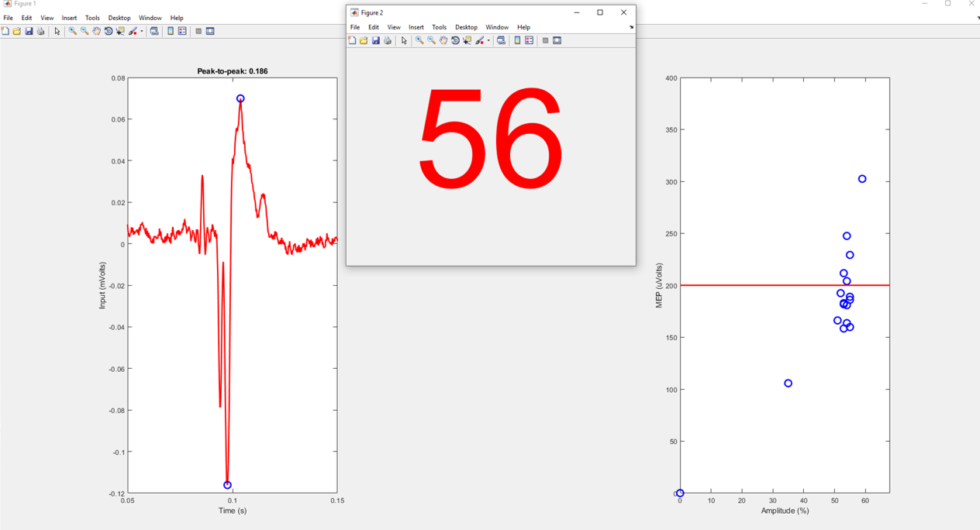 Figure 1
File Edit View Insert Tools Desktop Window Help
Figure 2
File Edit View Insert Tools Desktop Window Help
56
Peak-to-peak: 0.186
0.08
0.06
0.04
0.02
0
-0.02
-0.04
-0.06
-0.08
-0.1
-0.12
Input (mVolts)
0.05 0.1 0.15
Time (s)
400
350
300
250
200
150
100
50
0
MEP (uVolts)
0 10 20 30 40 50 60
Amplitude (%)